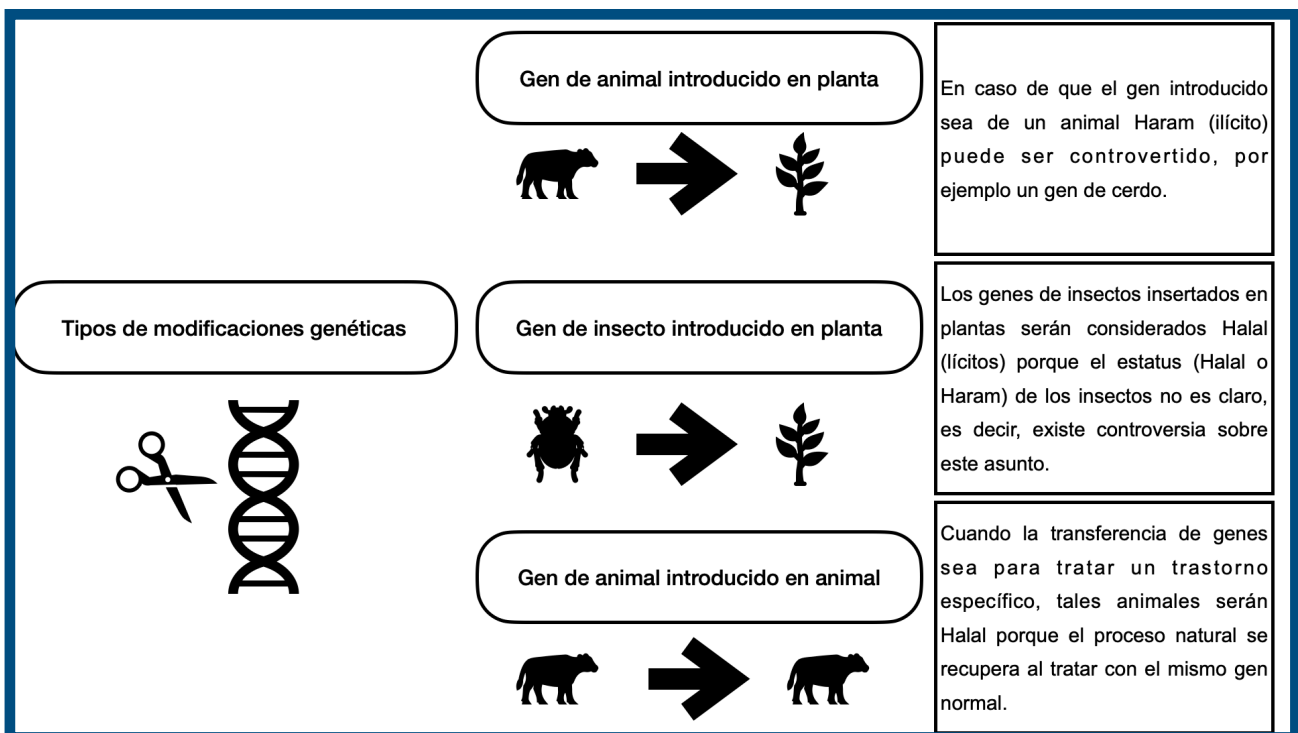 Gen de animal introducido en planta
En caso de que el gen introducido
sea de un animal Haram (ilícito)
puede ser controvertido, por
ejemplo un gen de cerdo.
Tipos de modificaciones genéticas
Gen de insecto introducido en planta
Los genes de insectos insertados en
plantas serán considerados Halal
(lícitos) porque el estatus (Halal o
Haram) de los insectos no es claro,
es decir, existe controversia sobre
este asunto.
Gen de animal introducido en animal
Cuando la transferencia de genes
sea para tratar un trastorno
específico, tales animales serán
Halal porque el proceso natural se
recupera al tratar con el mismo gen
normal.